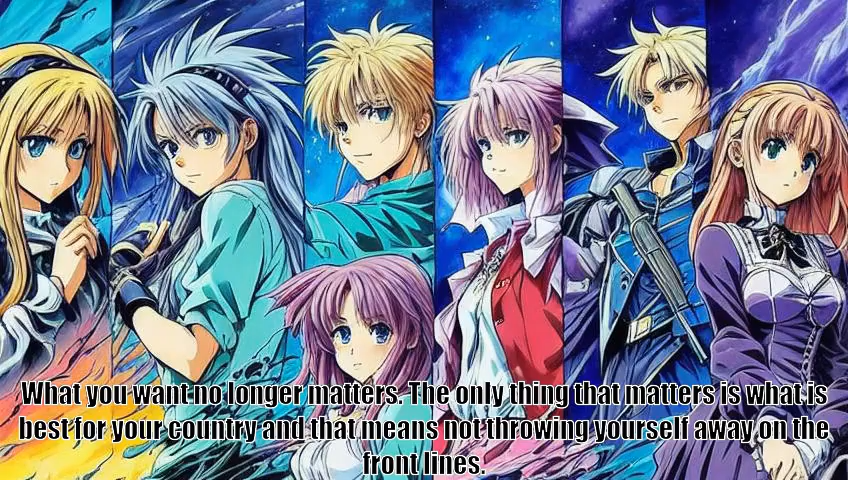 What you want no longer matters. The only thing that matters is what is
best for your country and that means not throwing yourself away on the
front lines.